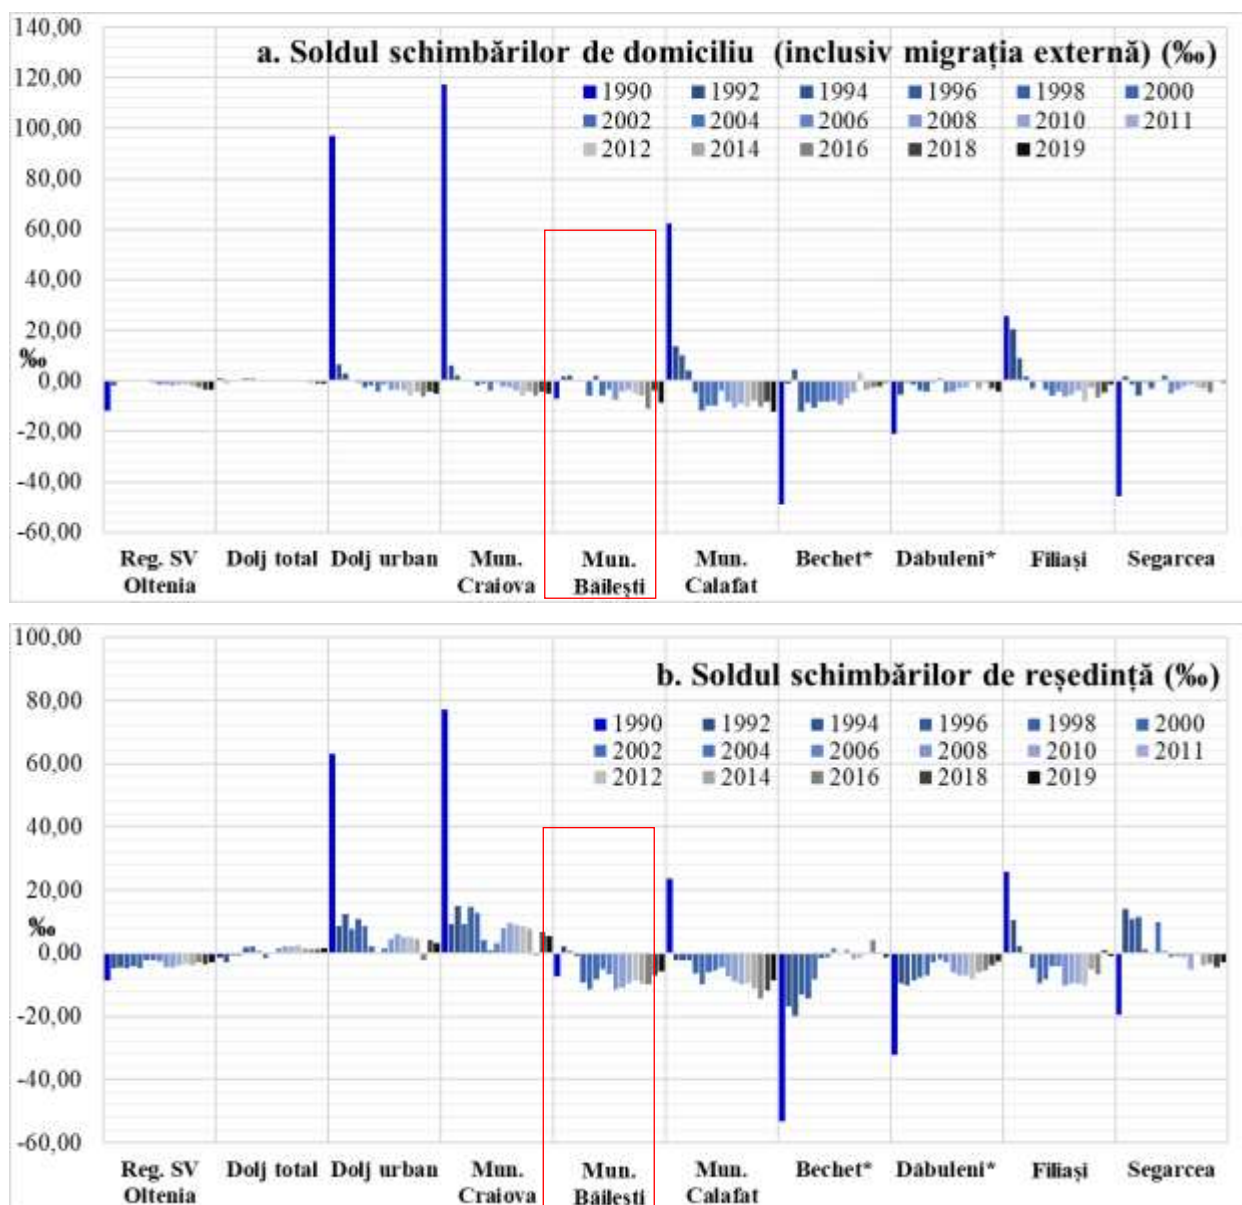 140,00
a. Soldul schimbărilor de domiciliu (inclusiv migrația externă) (‰)
120,00
1990 1992 1994 1996 1998 2000
100,00
2002 2004 2006 2008 2010 2011
2012 2014 2016 2018 2019
80,00
60,00
40,00
20,00
‰
0,00
-20,00
-40,00
-60,00
Reg. SV Dolj total Dolj urban Mun. Mun. Mun. Bechet* Dăbuleni* Filiași Segarcea
Oltenia Craiova Băilești Calafat
100,00
b. Soldul schimbărilor de reședință (‰)
80,00
1990 1992 1994 1996 1998 2000
2002 2004 2006 2008 2010 2011
60,00
2012 2014 2016 2018 2019
40,00
20,00
‰
0,00
-20,00
-40,00
-60,00
Reg. SV Dolj total Dolj urban Mun. Mun. Mun. Bechet* Dăbuleni* Filiași Segarcea
Oltenia Craiova Băilești Calafat